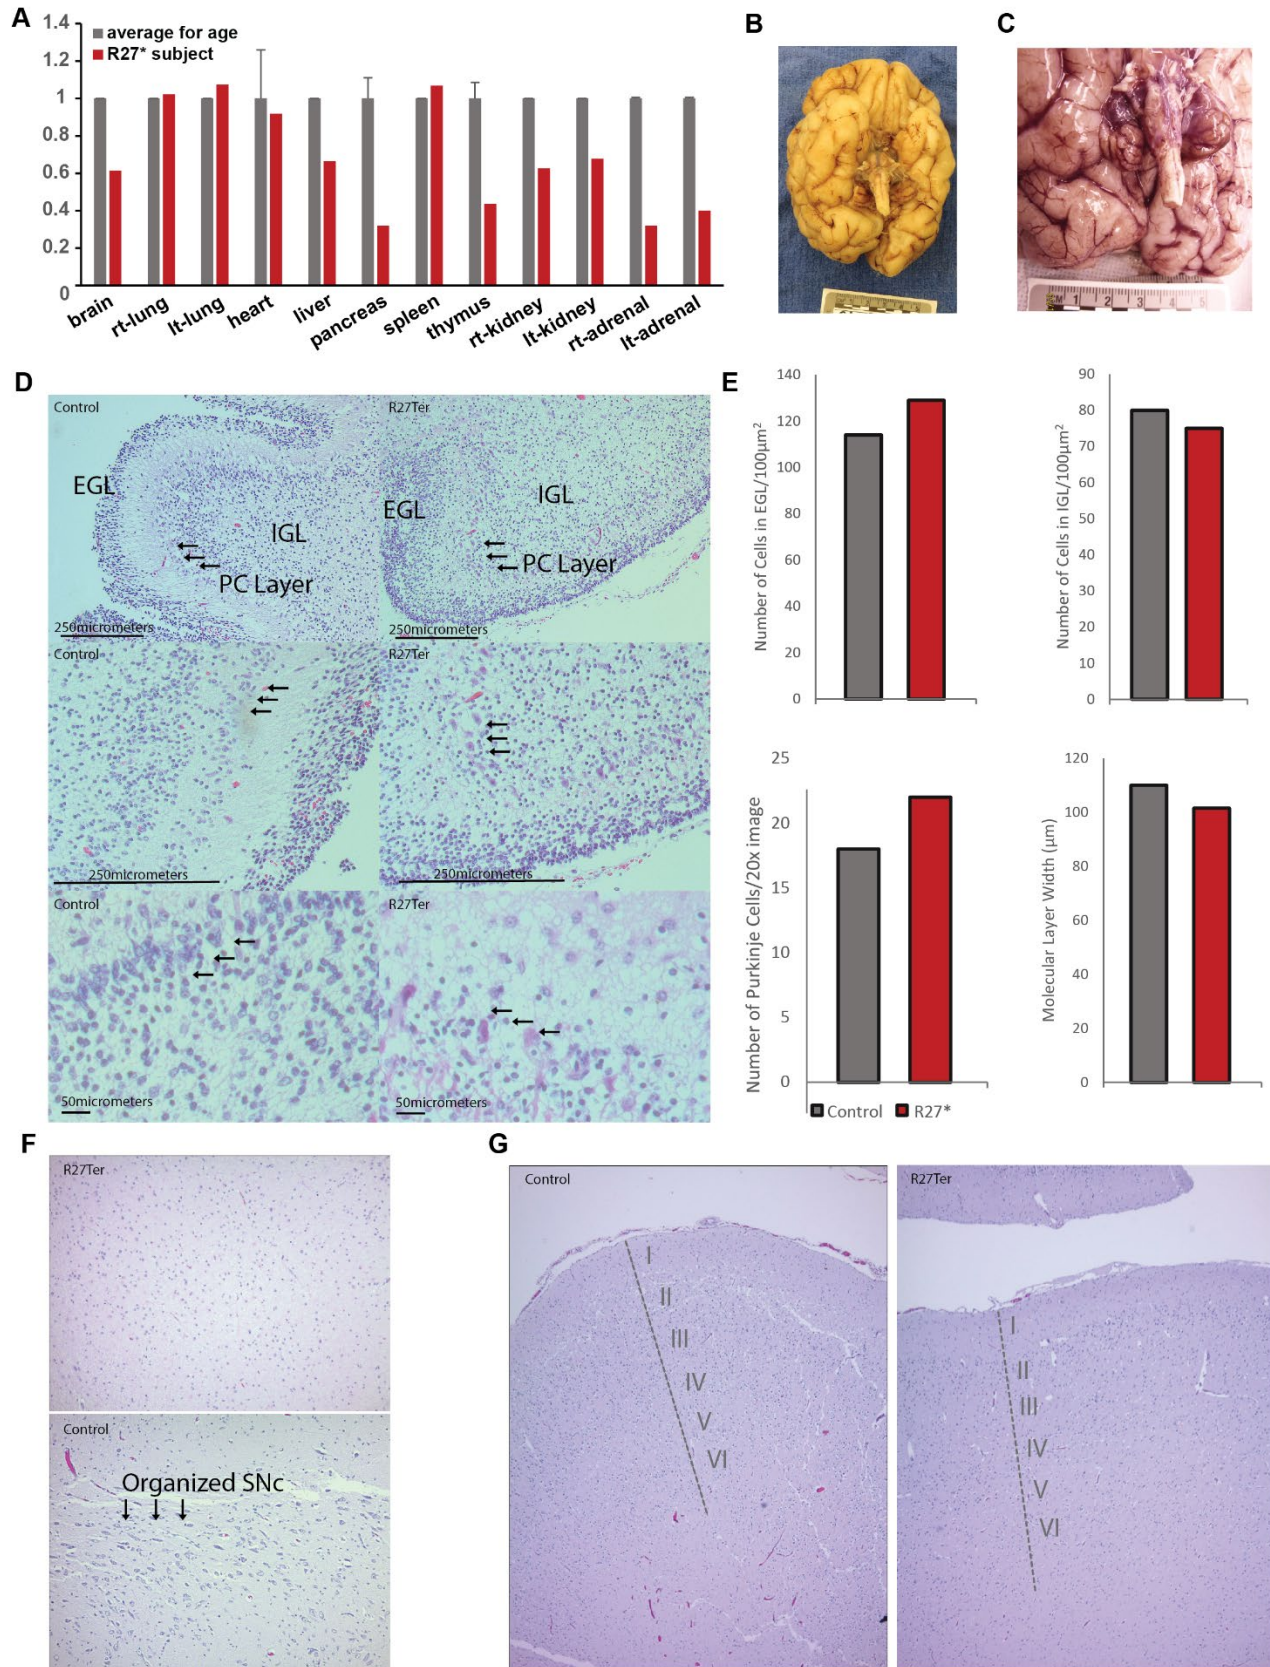 A
1.4
1.2
1
0.8
0.6
0.4
0.2
0
average for age
R27* subject
brain
rt-lung
lt-lung
heart
liver
pancreas
spleen
thymus
rt-kidney
lt-kidney
rt-adrenal
lt-adrenal
B
C
CM 1 2 3 4 5
D
Control
EGL
IGL
PC Layer
250micrometers
R27Ter
EGL
IGL
PC Layer
250micrometers
Control
250micrometers
R27Ter
250micrometers
Control
50micrometers
R27Ter
50micrometers
E
Number of Cells in EGL/100μm²
140
120
100
80
60
40
20
0
Number of Cells in IGL/100μm²
90
80
70
60
50
40
30
20
10
0
Number of Purkinje Cells/20x image
25
20
15
10
5
0
Control
R27*
Molecular Layer Width (μm)
120
100
80
60
40
20
0
F
R27Ter
Control
Organized SNc
G
Control
I
II
III
IV
V
VI
R27Ter
I
II
III
IV
V
VI